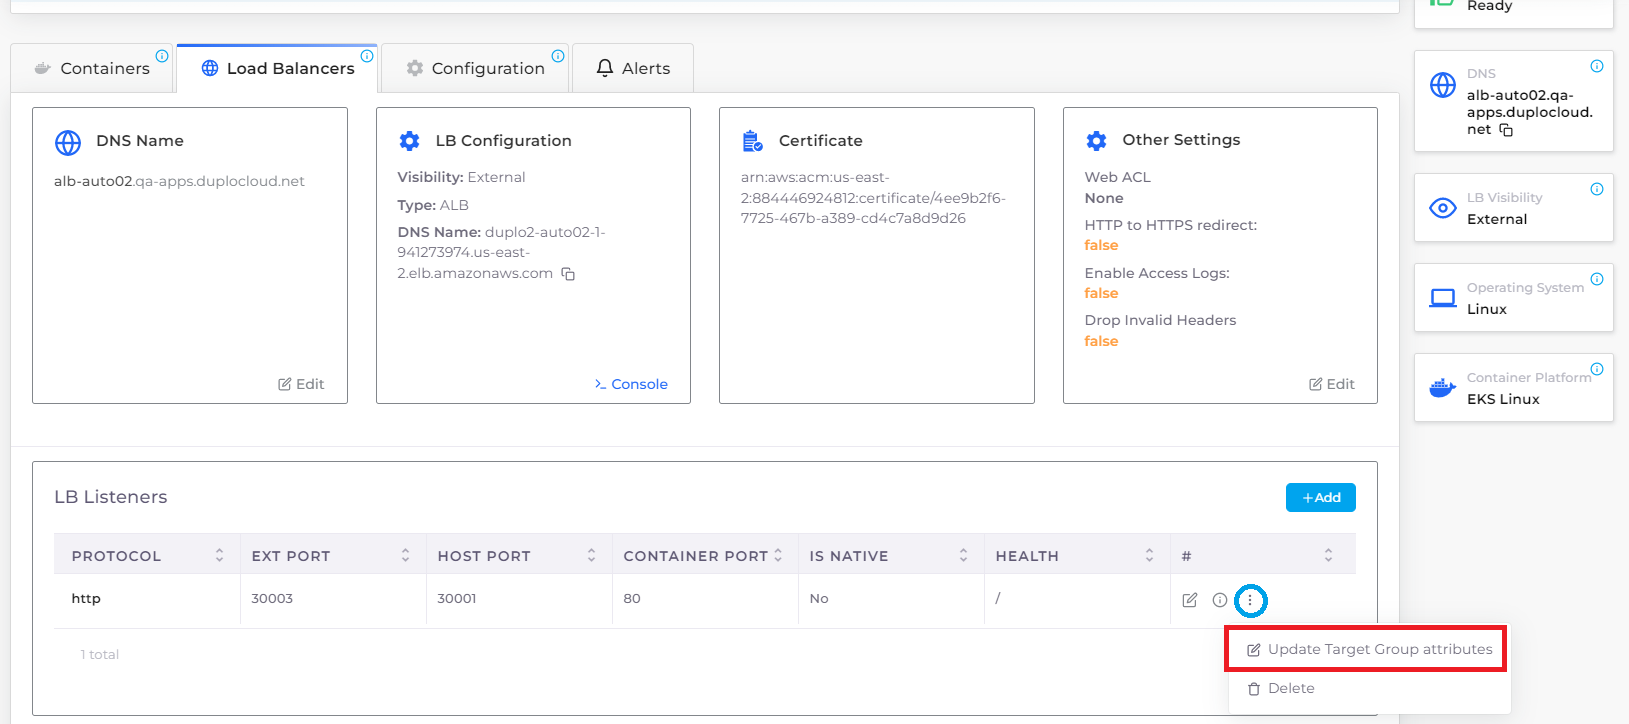 Ready
Containers
Load Balancers
Configuration
Alerts
DNS Name
alb-auto02.qa-apps.duplocloud.net
Edit
LB Configuration
Visibility: External
Type: ALB
DNS Name: duplo2-auto02-1-
941273974.us-east-
2.elb.amazonaws.com
>_ Console
Certificate
arn:aws:acm:us-east-
2:884446924812:certificate/4ee9b2f6-
7725-467b-a389-cd4c7a8d9d26
Other Settings
Web ACL
None
HTTP to HTTPS redirect:
false
Enable Access Logs:
false
Drop Invalid Headers
false
Edit
DNS
alb-auto02.qa-
apps.duplocloud.
net
LB Visibility
External
Operating System
Linux
Container Platform
EKS Linux
LB Listeners
+Add
PROTOCOL EXT PORT HOST PORT CONTAINER PORT IS NATIVE HEALTH #
http 30003 30001 80 No /
1 total
Update Target Group attributes
Delete